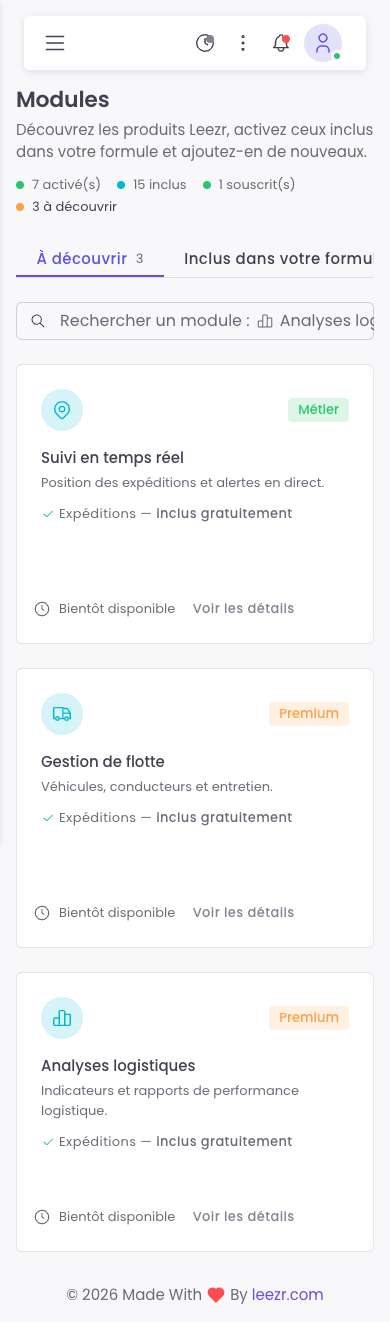 Modules
Découvrez les produits Leezr, activez ceux inclus
dans votre formule et ajoutez-en de nouveaux.
7 activé(s) 15 inclus 1 souscrit(s)
3 à découvrir
À découvrir 3 Inclus dans votre formul
Rechercher un module : Analyses log
Métier
Suivi en temps réel
Position des expéditions et alertes en direct.
Expéditions — Inclus gratuitement
Bientôt disponible Voir les détails
Premium
Gestion de flotte
Véhicules, conducteurs et entretien.
Expéditions — Inclus gratuitement
Bientôt disponible Voir les détails
Premium
Analyses logistiques
Indicateurs et rapports de performance
logistique.
Expéditions — Inclus gratuitement
Bientôt disponible Voir les détails
© 2026 Made With By leezr.com